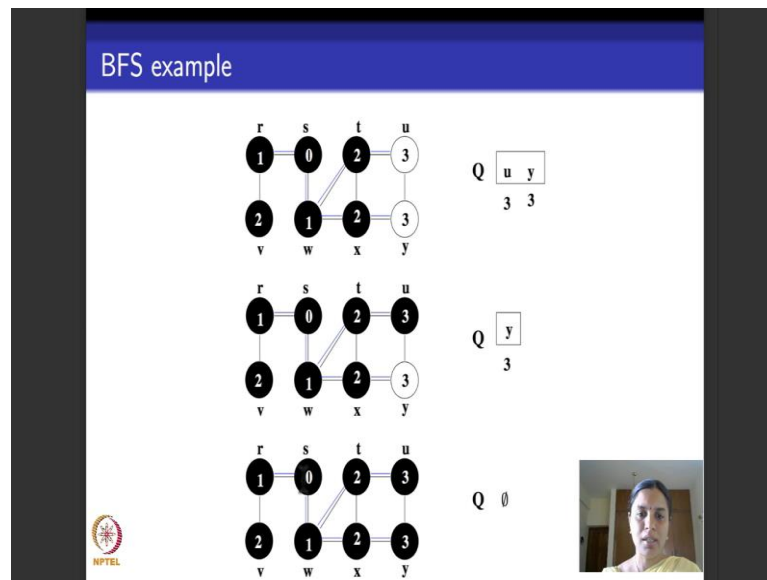 BFS example
r s t u
1 0 2 3
Q u y
3 3
2 1 2 3
v w x y
r s t u
1 0 2 3
Q y
3
2 1 2 3
v w x y
r s t u
1 0 2 3
Q ∅
2 1 2 3
v w x y
NPTEL